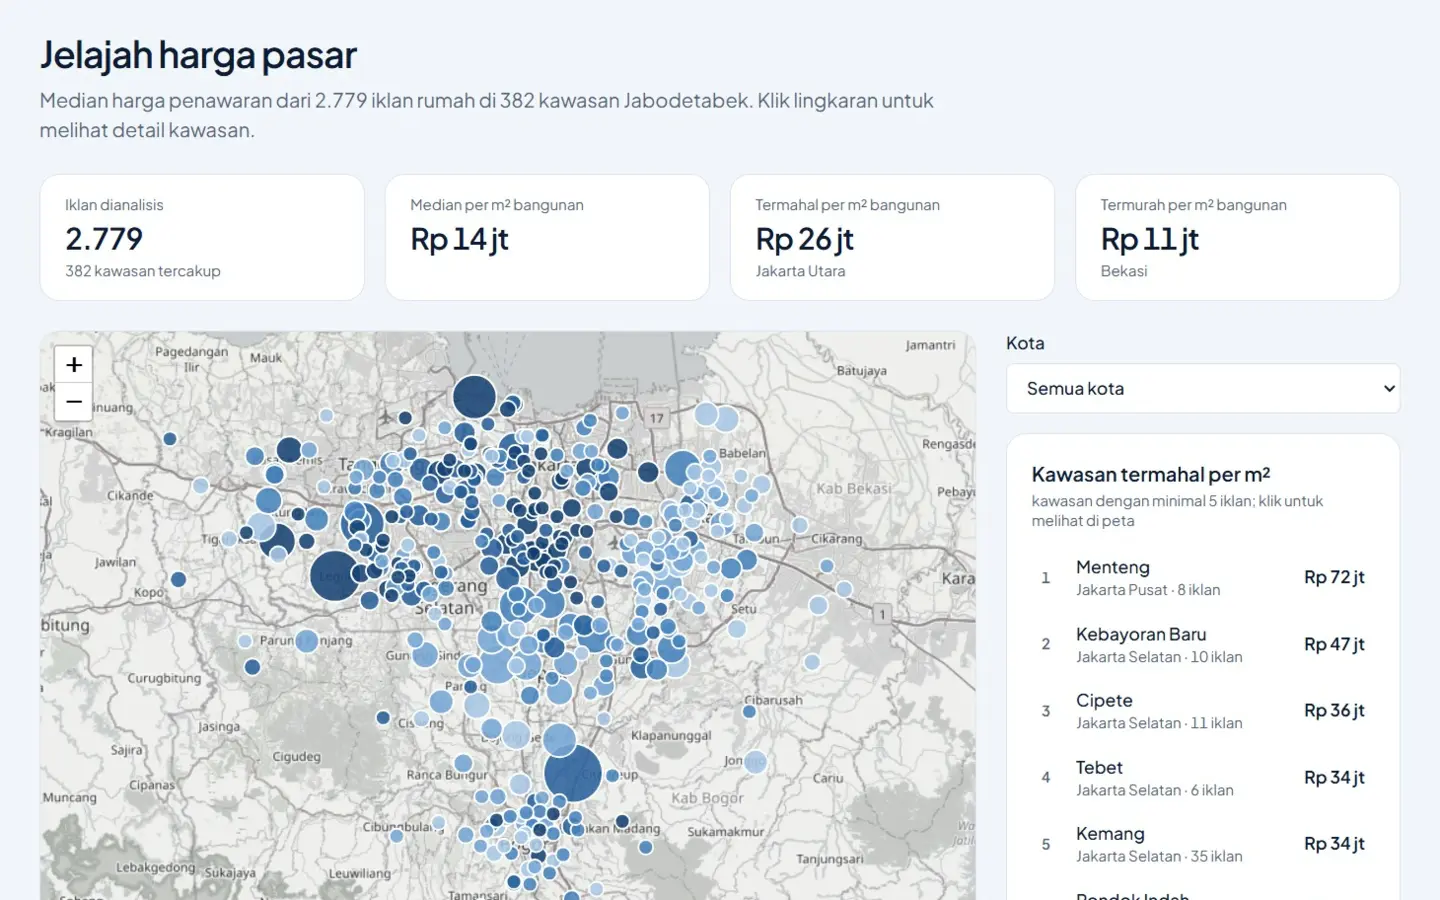 Jelajah harga pasar
Median harga penawaran dari 2.779 iklan rumah di 382 kawasan Jabodetabek. Klik lingkaran untuk
melihat detail kawasan.
Iklan dianalisis
2.779
382 kawasan tercakup
Median per m² bangunan
Rp 14 jt
Termahal per m² bangunan
Rp 26 jt
Jakarta Utara
Termurah per m² bangunan
Rp 11 jt
Bekasi
+
−
Pagedangan
Ilir
Mauk
Jamantri
Batujaya
Kragilan
17
Babelan
Cikande
Kab Bekasi
Jawilan
Cikarang
Kopo
Selatan
Setu
1
Curugbitung
Cibarusah
Jasinga
Klapanunggal
Sajira
Cigudeg
Ranca Bungur
Cariu
Cipanas
Muncang
Kab Bogor
Sukamakmur
Tanjungsari
Lebakgedong
Sukajaya
Leuwiliang
Tamansari
Kota
Semua kota
Kawasan termahal per m²
kawasan dengan minimal 5 iklan; klik untuk
melihat di peta
1
Menteng
Jakarta Pusat · 8 iklan
Rp 72 jt
2
Kebayoran Baru
Jakarta Selatan · 10 iklan
Rp 47 jt
3
Cipete
Jakarta Selatan · 11 iklan
Rp 36 jt
4
Tebet
Jakarta Selatan · 6 iklan
Rp 34 jt
5
Kemang
Jakarta Selatan · 35 iklan
Rp 34 jt
Pondok Indah